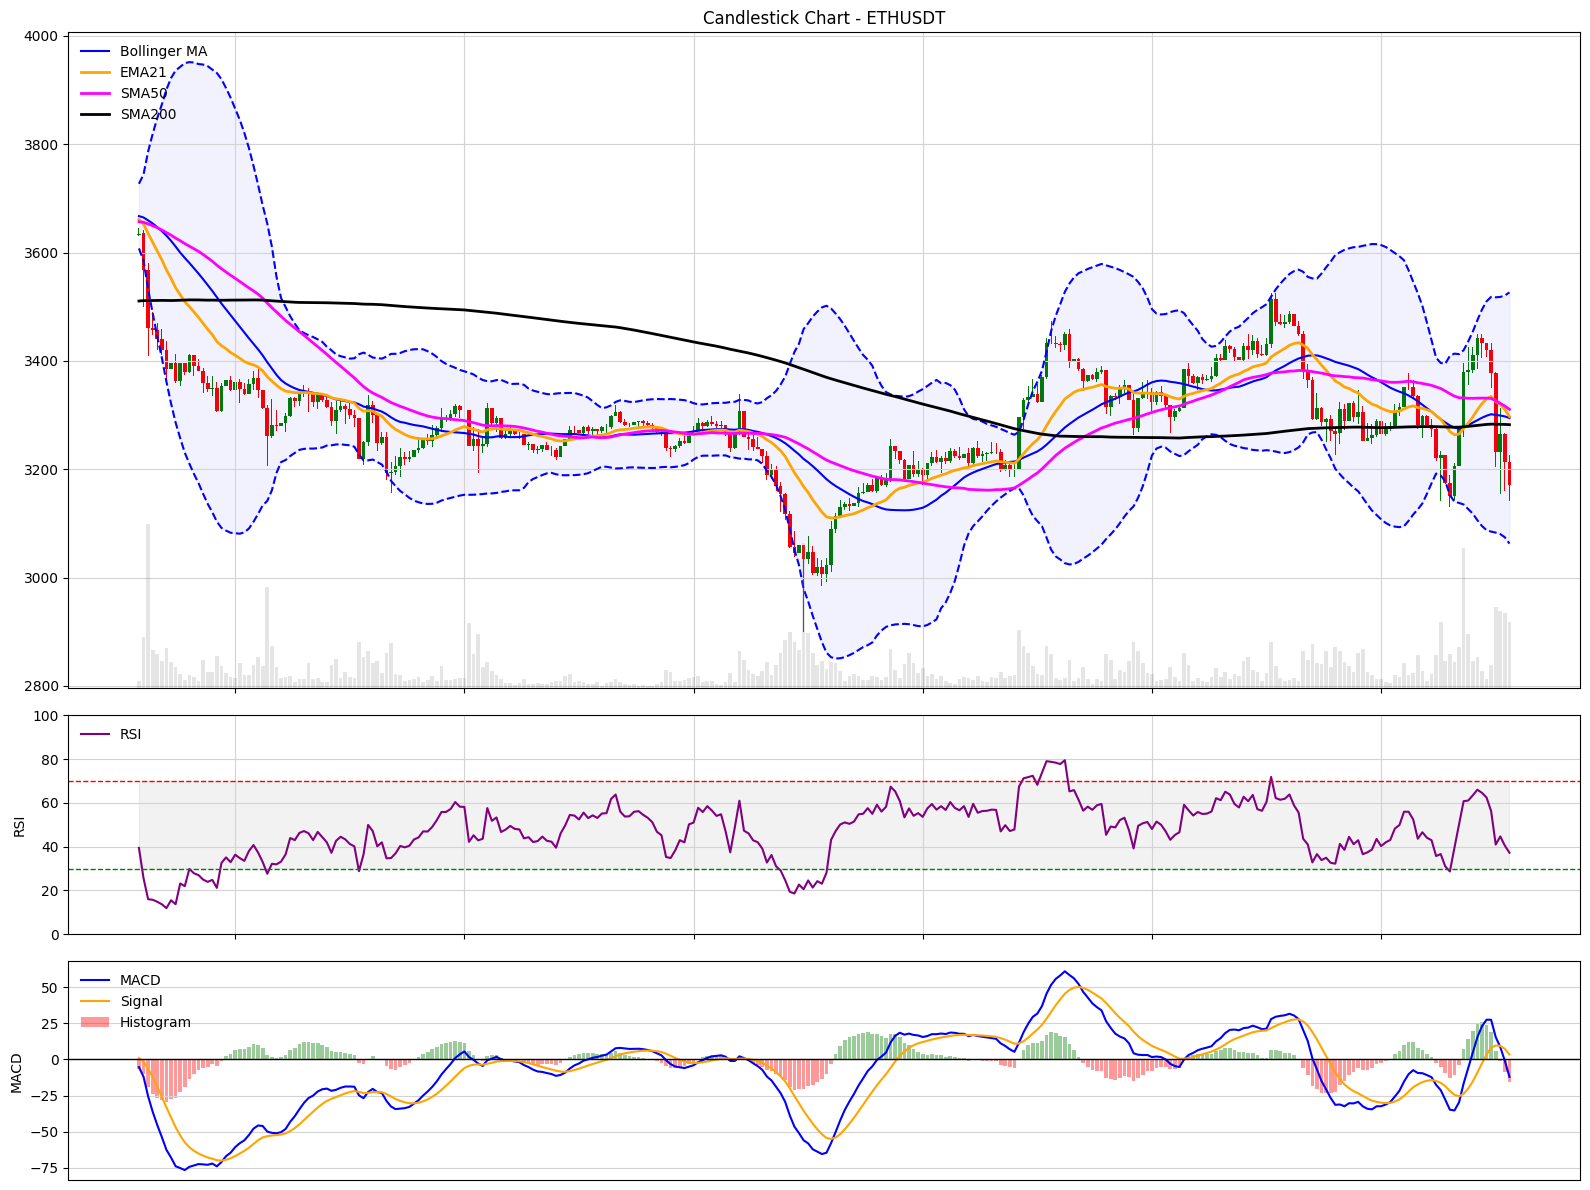 Candlestick Chart - ETHUSDT
Bollinger MA
EMA21
SMA50
SMA200
4000
3800
3600
3400
3200
3000
2800
RSI
100
80
60
40
20
0
RSI
MACD
Signal
Histogram
50
25
0
−25
−50
−75
MACD